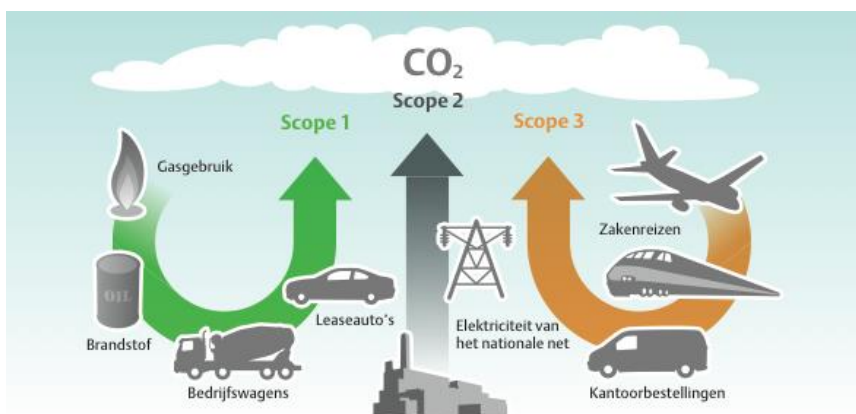 CO₂
Scope 2
Scope 1
Scope 3
Gasgebruik
Zakenreizen
OIL
Leaseauto's
Elektriciteit van
het nationale net
Brandstof
Bedrijfswagens
Kantoorbestellingen